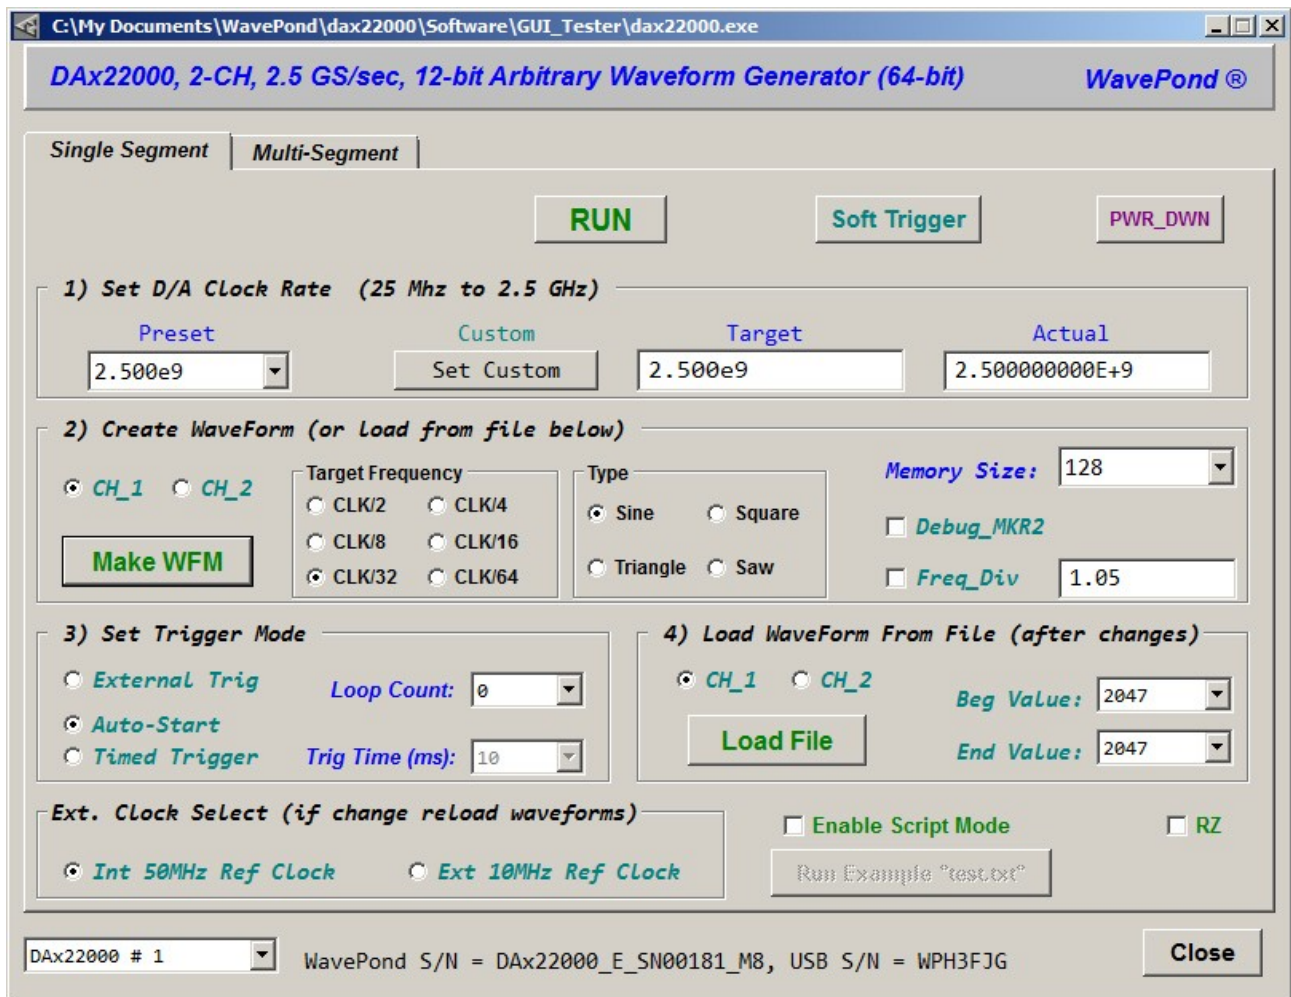 C:\My Documents\WavePond\dax22000\Software\GUI_Tester\dax22000.exe
DAx22000, 2-CH, 2.5 GS/sec, 12-bit Arbitrary Waveform Generator (64-bit) WavePond ®
Single Segment Multi-Segment
RUN Soft Trigger PWR_DWN
1) Set D/A Clock Rate (25 Mhz to 2.5 GHz)
Preset Custom Target Actual
2.500e9 Set Custom 2.500e9 2.500000000E+9
2) Create WaveForm (or load from file below)
CH_1 CH_2 Target Frequency Type Memory Size: 128
CLK/2 CLK/4 Sine Square Debug_MKR2
Make WFM CLK/8 CLK/16 Triangle Saw
CLK/32 CLK/64 Freq_Div 1.05
3) Set Trigger Mode
External Trig Loop Count: 0
Auto-Start
Timed Trigger Trig Time (ms): 10
4) Load WaveForm From File (after changes)
CH_1 CH_2 Beg Value: 2047
Load File End Value: 2047
Ext. Clock Select (if change reload waveforms)
Int 50MHz Ref Clock Ext 10MHz Ref Clock
Enable Script Mode RZ
Run Example "test.txt"
DAx22000 # 1 WavePond S/N = DAx22000_E_SN00181_M8, USB S/N = WPH3FJG Close